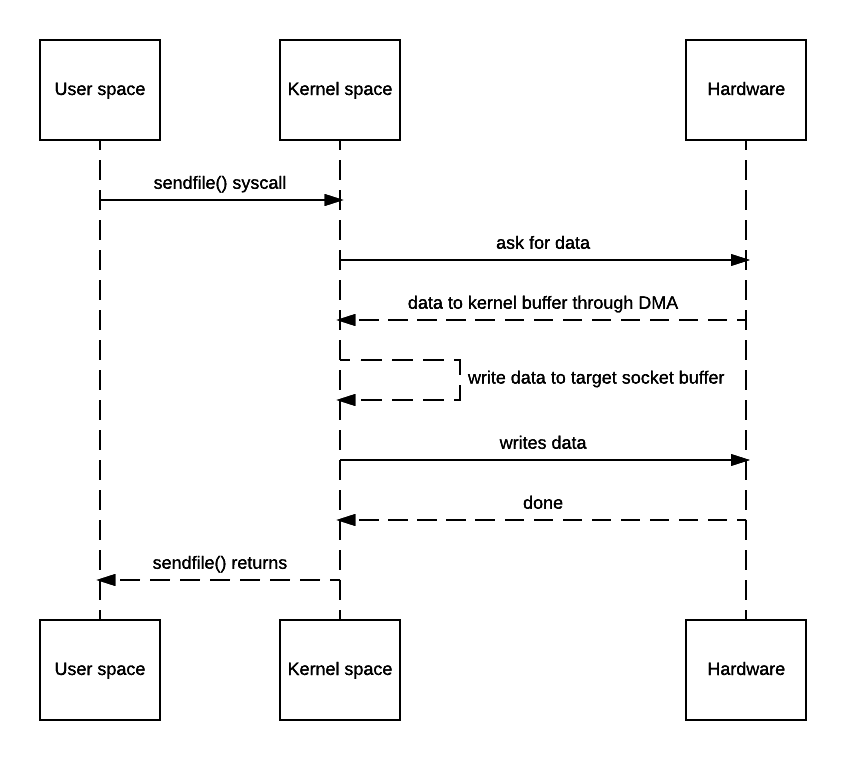 User space
Kernel space
Hardware
sendfile() syscall
ask for data
data to kernel buffer through DMA
write data to target socket buffer
writes data
done
sendfile() returns
User space
Kernel space
Hardware